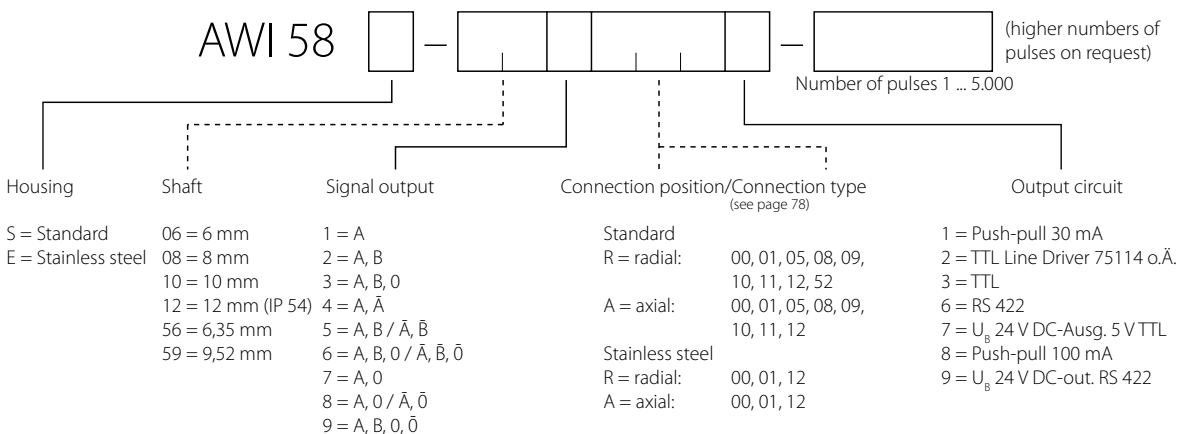 AWI 58 – – (higher numbers of
pulses on request)
Number of pulses 1 ... 5.000
Housing Shaft Signal output Connection position/Connection type Output circuit
(see page 78)
S = Standard 06 = 6 mm 1 = A Standard 1 = Push-pull 30 mA
E = Stainless steel 08 = 8 mm 2 = A, B R = radial: 00, 01, 05, 08, 09, 2 = TTL Line Driver 75114 o.Ä.
10 = 10 mm 3 = A, B, 0 10, 11, 12, 52 3 = TTL
12 = 12 mm (IP 54) 4 = A, Ā A = axial: 00, 01, 05, 08, 09, 6 = RS 422
56 = 6,35 mm 5 = A, B / Ā, B̄ 10, 11, 12 7 = U_B 24 V DC-Ausg. 5 V TTL
59 = 9,52 mm 6 = A, B, 0 / Ā, B̄, 0̄ Stainless steel 8 = Push-pull 100 mA
7 = A, 0 R = radial: 00, 01, 12 9 = U_B 24 V DC-out. RS 422
8 = A, 0 / Ā, 0̄ A = axial: 00, 01, 12
9 = A, B, 0, 0̄